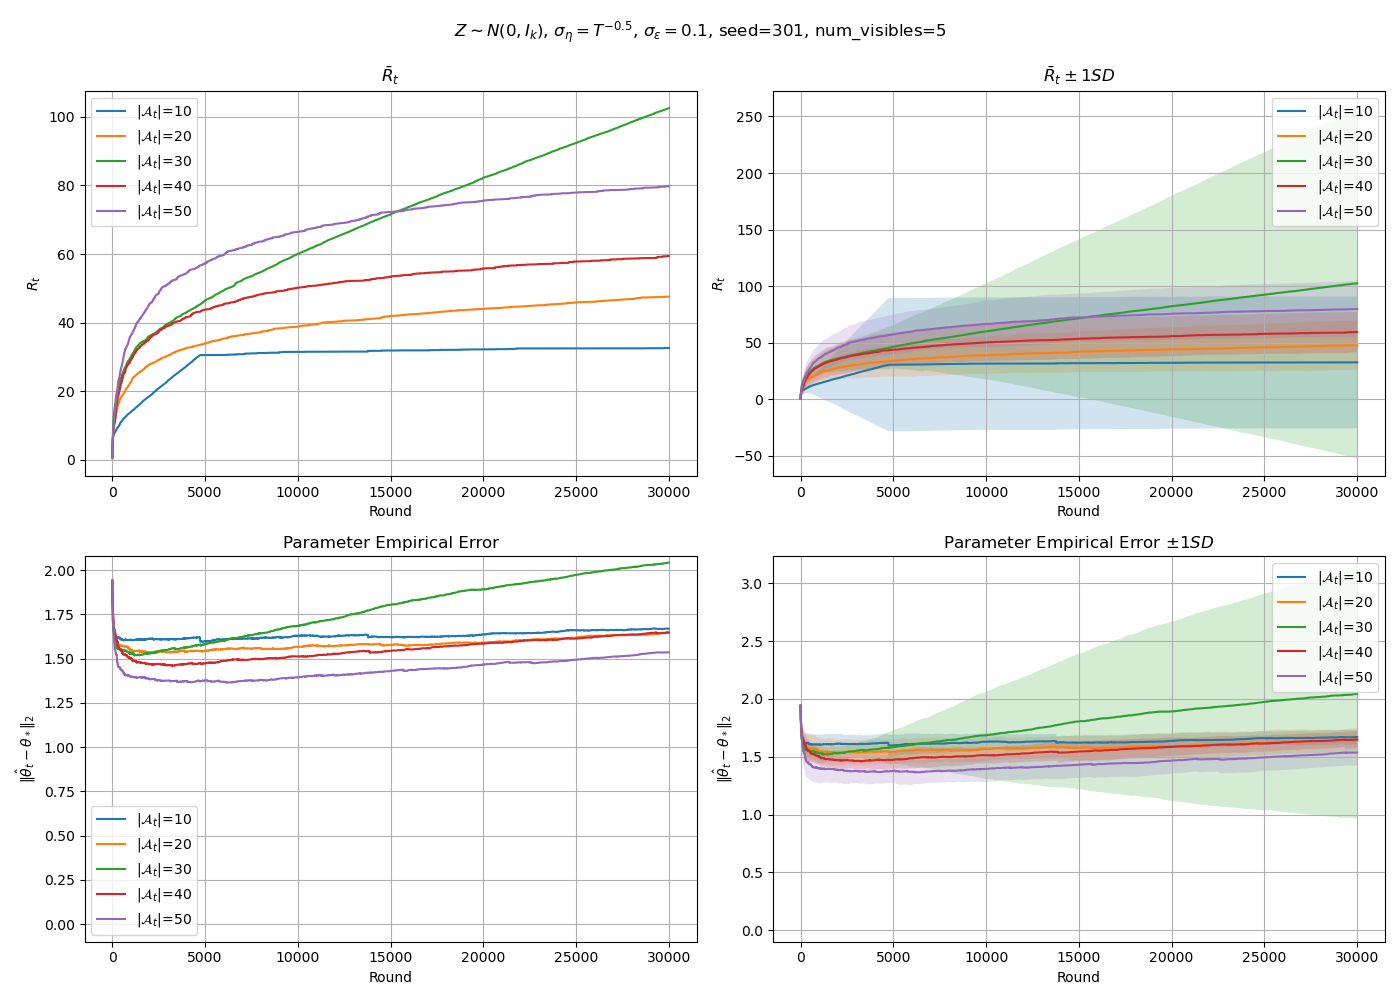 Z ∼ N(0, I_k), σ_η = T^{−0.5}, σ_ε = 0.1, seed=301, num_visibles=5
R̄_t
R_t
100
80
60
40
20
0
|𝒜_t|=10
|𝒜_t|=20
|𝒜_t|=30
|𝒜_t|=40
|𝒜_t|=50
0 5000 10000 15000 20000 25000 30000
Round
R̄_t ± 1SD
R_t
250
200
150
100
50
0
−50
|𝒜_t|=10
|𝒜_t|=20
|𝒜_t|=30
|𝒜_t|=40
|𝒜_t|=50
0 5000 10000 15000 20000 25000 30000
Round
Parameter Empirical Error
‖θ̂_t − θ_*‖_2
2.00
1.75
1.50
1.25
1.00
0.75
0.50
0.25
0.00
|𝒜_t|=10
|𝒜_t|=20
|𝒜_t|=30
|𝒜_t|=40
|𝒜_t|=50
0 5000 10000 15000 20000 25000 30000
Round
Parameter Empirical Error ±1SD
‖θ̂_t − θ_*‖_2
3.0
2.5
2.0
1.5
1.0
0.5
0.0
|𝒜_t|=10
|𝒜_t|=20
|𝒜_t|=30
|𝒜_t|=40
|𝒜_t|=50
0 5000 10000 15000 20000 25000 30000
Round